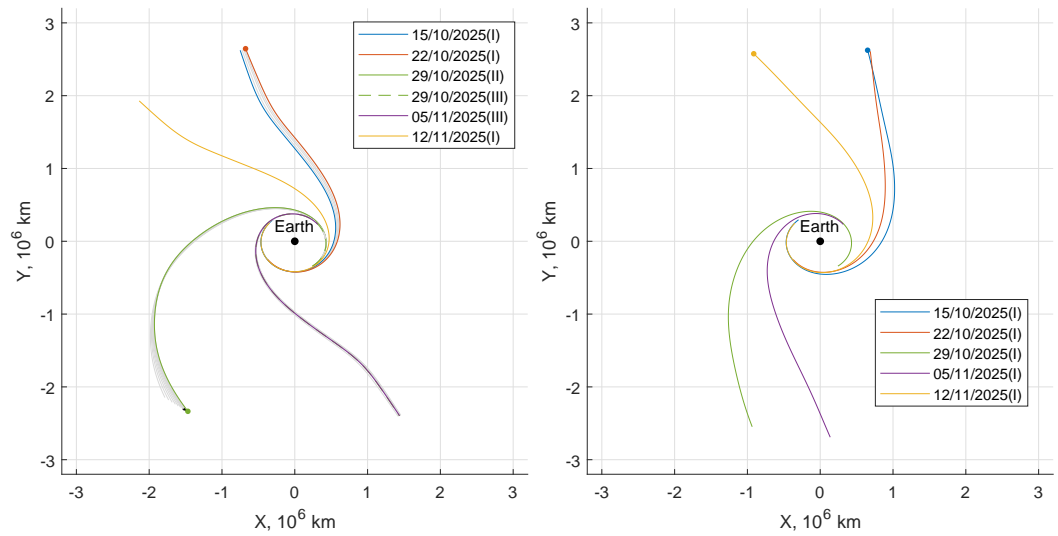 3
2
1
0
-1
-2
-3
Y, 10^6 km
-3
-2
-1
0
1
2
3
X, 10^6 km
Earth
15/10/2025(I)
22/10/2025(I)
29/10/2025(II)
29/10/2025(III)
05/11/2025(III)
12/11/2025(I)
3
2
1
0
-1
-2
-3
Y, 10^6 km
-3
-2
-1
0
1
2
3
X, 10^6 km
Earth
15/10/2025(I)
22/10/2025(I)
29/10/2025(I)
05/11/2025(I)
12/11/2025(I)